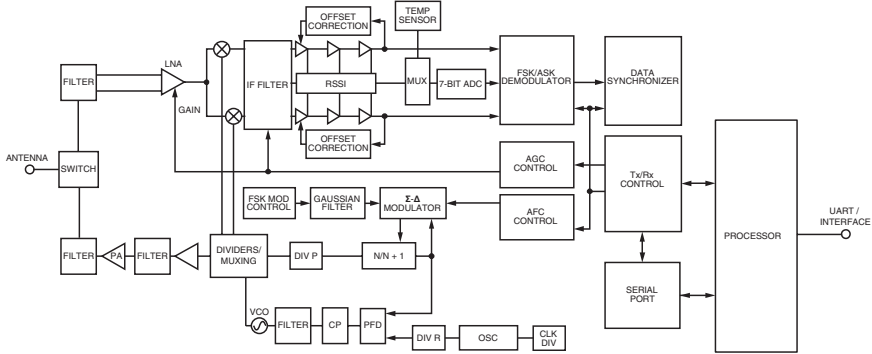 OFFSET
CORRECTION
TEMP
SENSOR
LNA
FILTER
IF FILTER
RSSI
MUX
7-BIT ADC
FSK/ASK
DEMODULATOR
DATA
SYNCHRONIZER
GAIN
OFFSET
CORRECTION
ANTENNA
SWITCH
AGC
CONTROL
Tx/Rx
CONTROL
FSK MOD
CONTROL
GAUSSIAN
FILTER
Σ-Δ
MODULATOR
AFC
CONTROL
PROCESSOR
UART /
INTERFACE
FILTER
PA
FILTER
DIVIDERS/
MUXING
DIV P
N/N + 1
SERIAL
PORT
VCO
FILTER
CP
PFD
DIV R
OSC
CLK
DIV